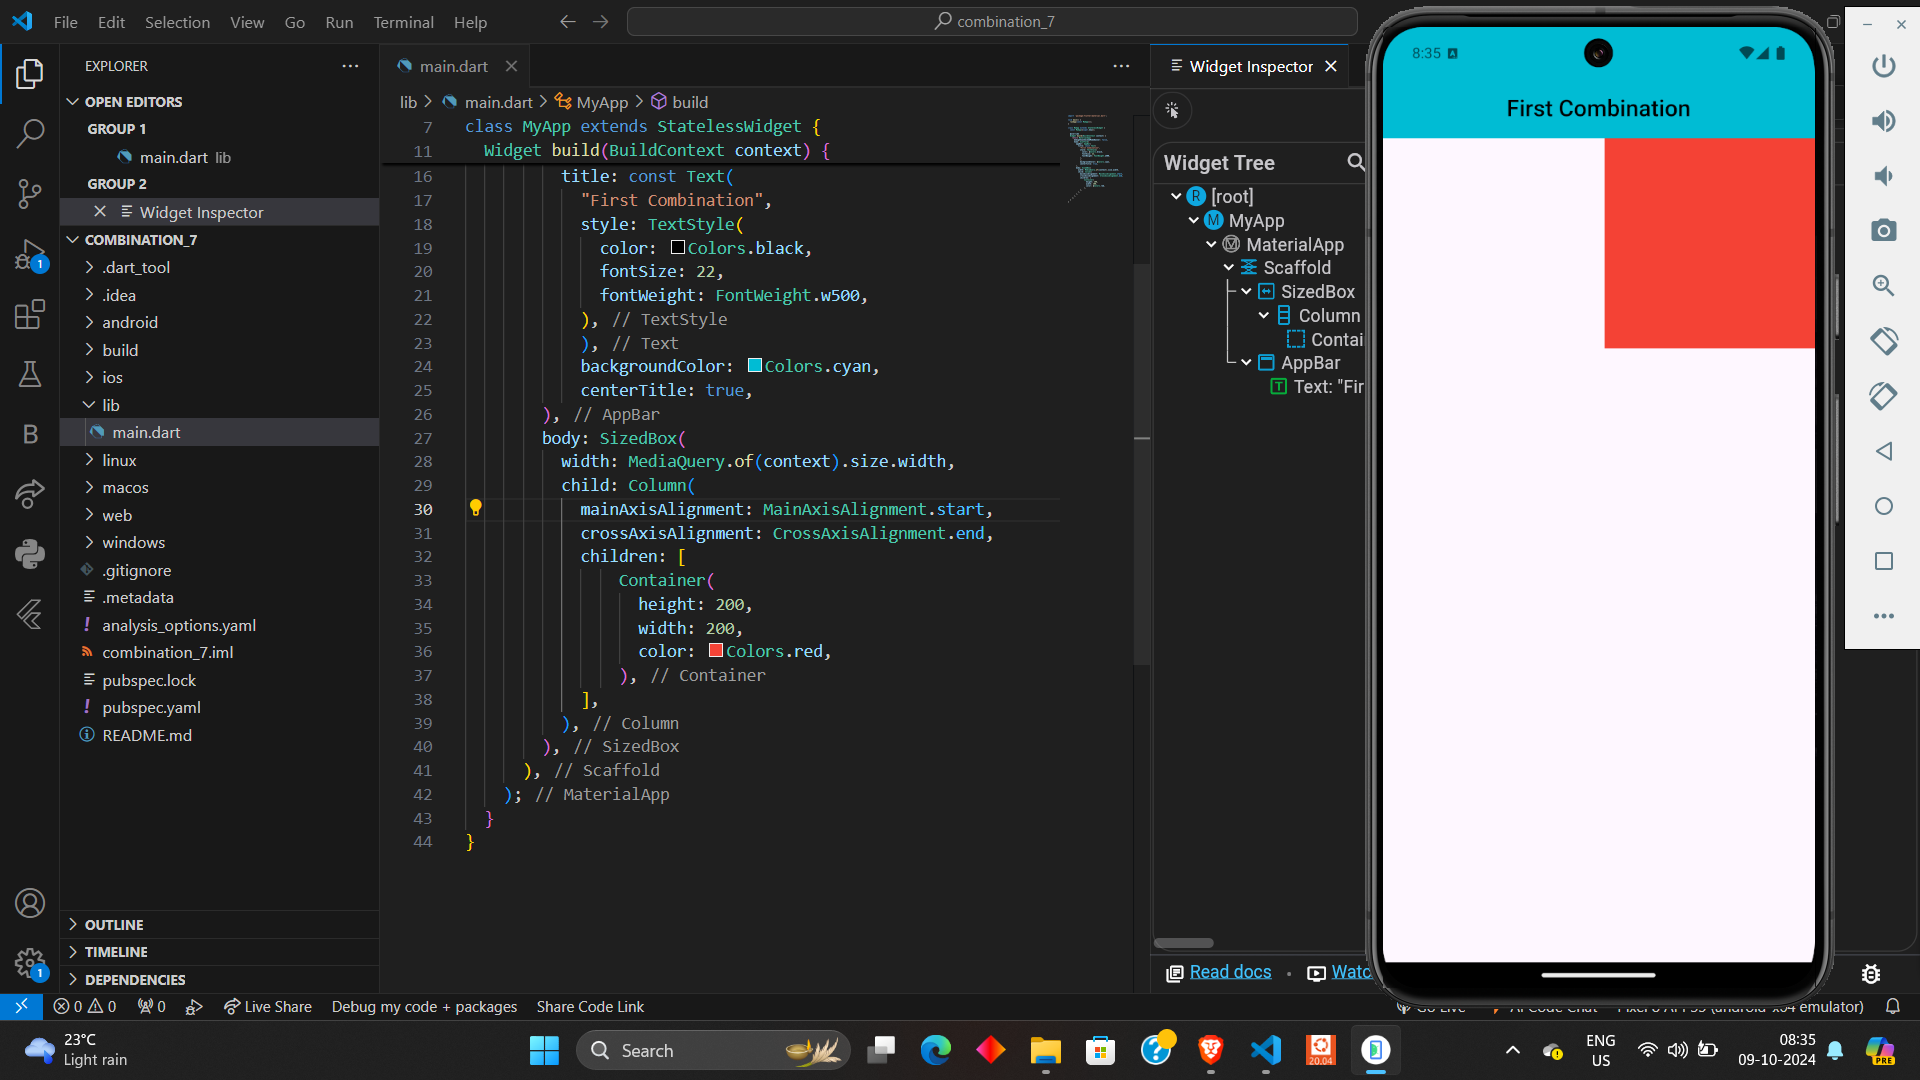 File Edit Selection View Go Run Terminal Help
combination_7
EXPLORER
OPEN EDITORS
GROUP 1
main.dart lib
GROUP 2
Widget Inspector
COMBINATION_7
.dart_tool
.idea
android
build
ios
lib
main.dart
linux
macos
web
windows
.gitignore
.metadata
analysis_options.yaml
combination_7.iml
pubspec.lock
pubspec.yaml
README.md
OUTLINE
TIMELINE
DEPENDENCIES
main.dart
lib > main.dart > MyApp > build
7 class MyApp extends StatelessWidget {
11 Widget build(BuildContext context) {
16 title: const Text(
17 "First Combination",
18 style: TextStyle(
19 color: Colors.black,
20 fontSize: 22,
21 fontWeight: FontWeight.w500,
22 ), // TextStyle
23 ), // Text
24 backgroundColor: Colors.cyan,
25 centerTitle: true,
26 ), // AppBar
27 body: SizedBox(
28 width: MediaQuery.of(context).size.width,
29 child: Column(
30 mainAxisAlignment: MainAxisAlignment.start,
31 crossAxisAlignment: CrossAxisAlignment.end,
32 children: [
33 Container(
34 height: 200,
35 width: 200,
36 color: Colors.red,
37 ), // Container
38 ],
39 ), // Column
40 ), // SizedBox
41 ), // Scaffold
42 ); // MaterialApp
43 }
44 }
Widget Inspector
Widget Tree
[root]
MyApp
MaterialApp
Scaffold
SizedBox
Column
Contai
AppBar
Text: "Fir
Read docs • Watc
8:35
First Combination
0 0 0 Live Share Debug my code + packages Share Code Link
23°C
Light rain
Search
20.04
ENG
US
08:35
09-10-2024
PRE